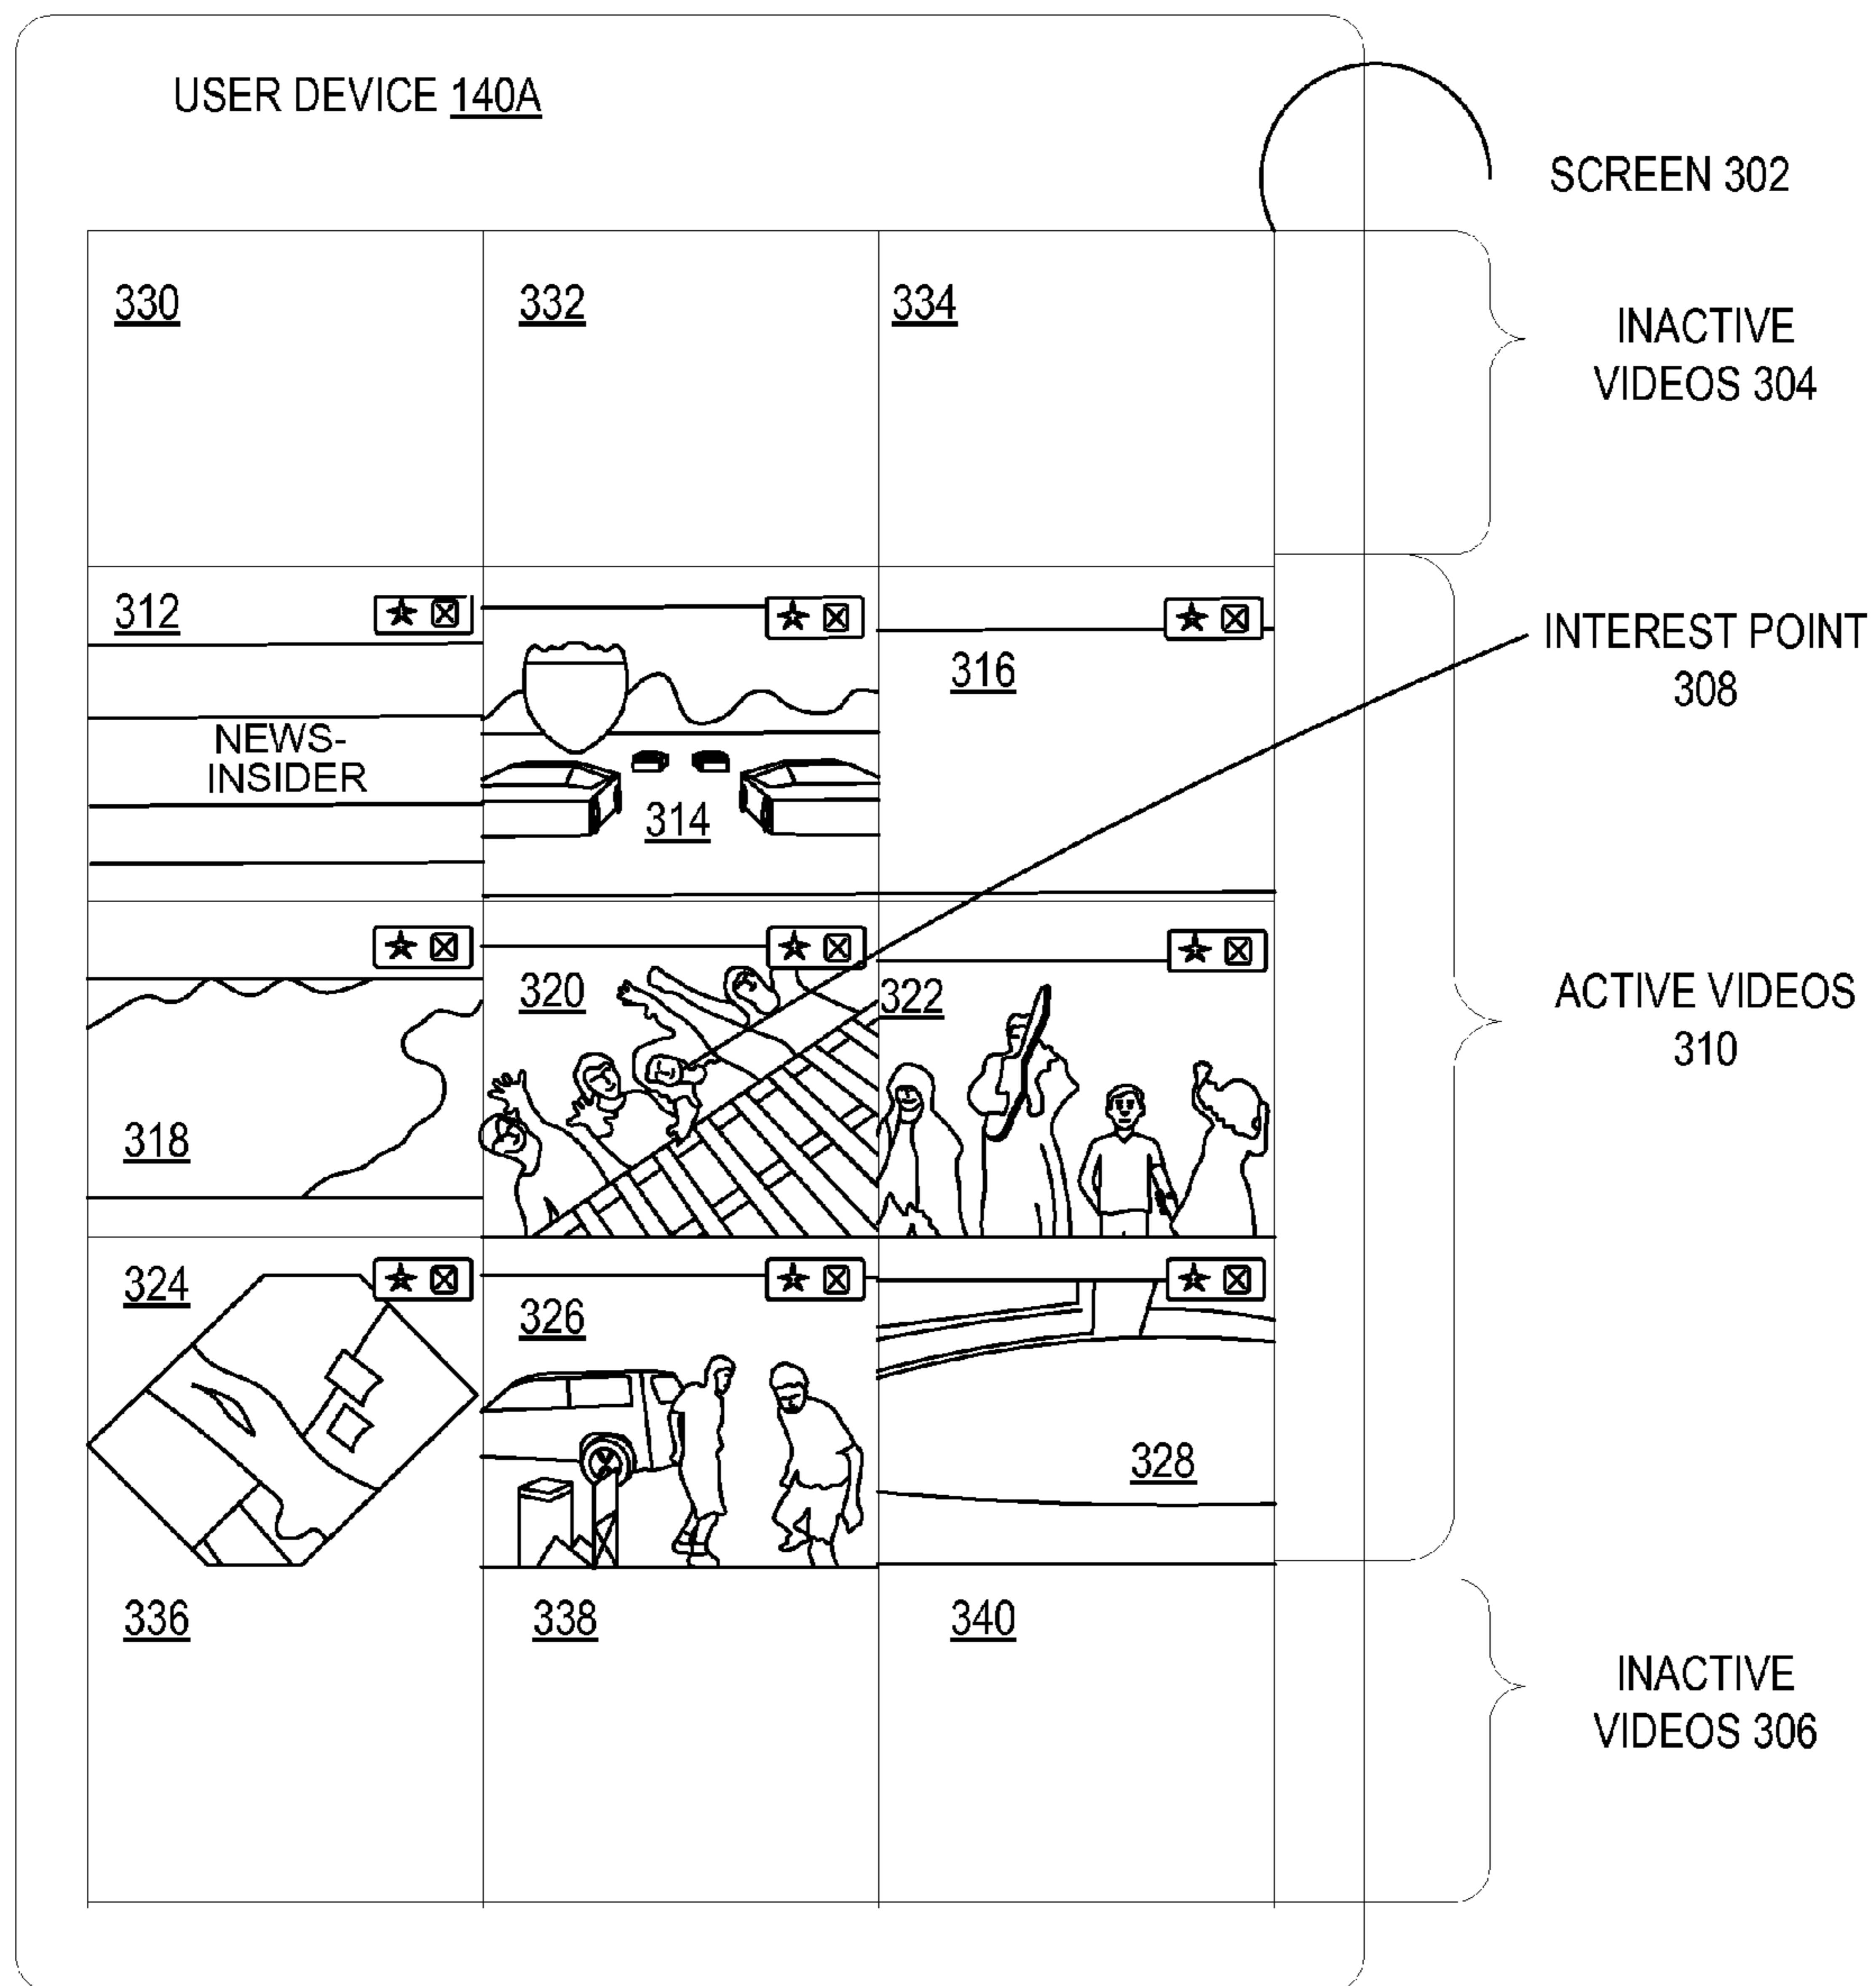 USER DEVICE 140A
SCREEN 302
330
332
334
INACTIVE
VIDEOS 304
312
316
INTEREST POINT
308
NEWS-
INSIDER
314
320
322
ACTIVE VIDEOS
310
318
324
326
328
336
338
340
INACTIVE
VIDEOS 306